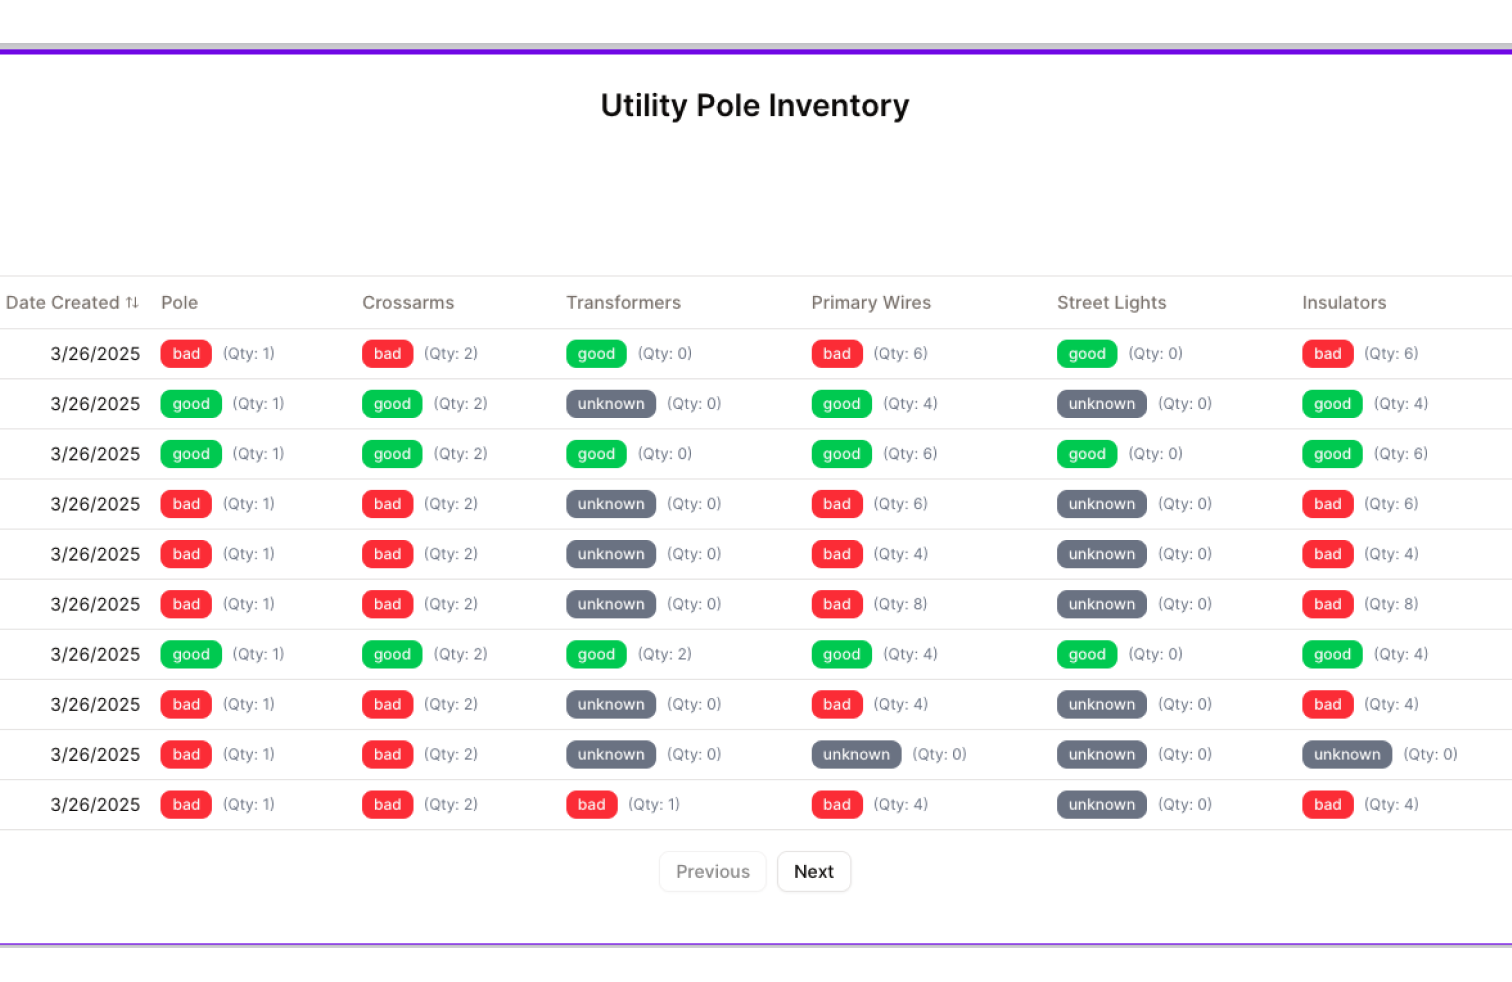 Utility Pole Inventory
Date Created ↑↓ Pole Crossarms Transformers Primary Wires Street Lights Insulators
3/26/2025 bad (Qty: 1) bad (Qty: 2) good (Qty: 0) bad (Qty: 6) good (Qty: 0) bad (Qty: 6)
3/26/2025 good (Qty: 1) good (Qty: 2) unknown (Qty: 0) good (Qty: 4) unknown (Qty: 0) good (Qty: 4)
3/26/2025 good (Qty: 1) good (Qty: 2) good (Qty: 0) good (Qty: 6) good (Qty: 0) good (Qty: 6)
3/26/2025 bad (Qty: 1) bad (Qty: 2) unknown (Qty: 0) bad (Qty: 6) unknown (Qty: 0) bad (Qty: 6)
3/26/2025 bad (Qty: 1) bad (Qty: 2) unknown (Qty: 0) bad (Qty: 4) unknown (Qty: 0) bad (Qty: 4)
3/26/2025 bad (Qty: 1) bad (Qty: 2) unknown (Qty: 0) bad (Qty: 8) unknown (Qty: 0) bad (Qty: 8)
3/26/2025 good (Qty: 1) good (Qty: 2) good (Qty: 2) good (Qty: 4) good (Qty: 0) good (Qty: 4)
3/26/2025 bad (Qty: 1) bad (Qty: 2) unknown (Qty: 0) bad (Qty: 4) unknown (Qty: 0) bad (Qty: 4)
3/26/2025 bad (Qty: 1) bad (Qty: 2) unknown (Qty: 0) unknown (Qty: 0) unknown (Qty: 0) unknown (Qty: 0)
3/26/2025 bad (Qty: 1) bad (Qty: 2) bad (Qty: 1) bad (Qty: 4) unknown (Qty: 0) bad (Qty: 4)
Previous Next